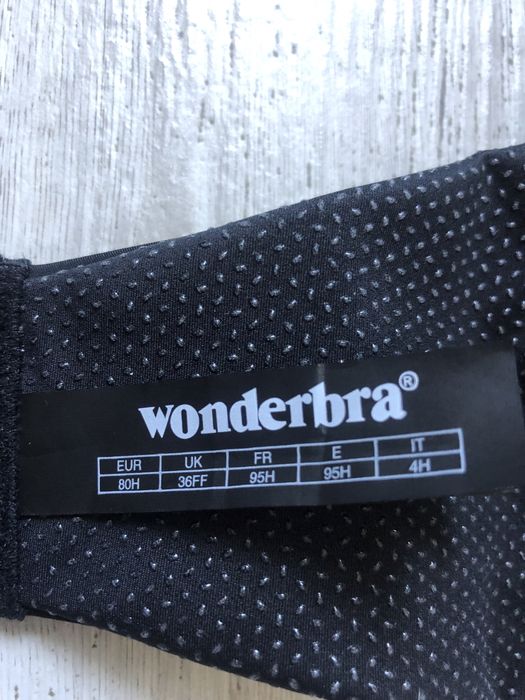 wonderbra®
EUR UK FR E IT
80H 36FF 95H 95H 4H